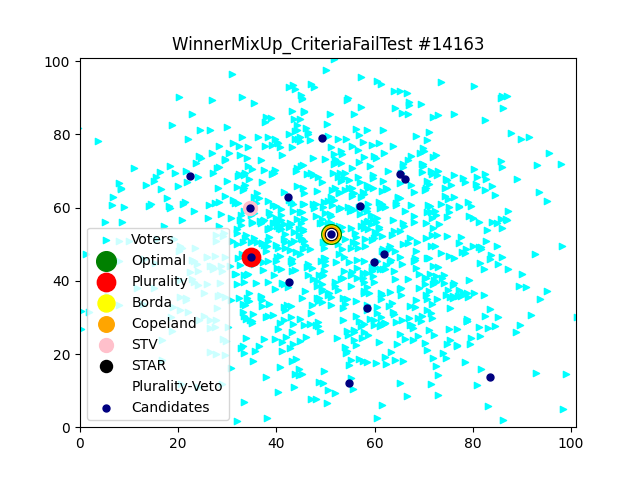 WinnerMixUp_CriteriaFailTest #14163
100
80
60
40
20
0
Voters
Optimal
Plurality
Borda
Copeland
STV
STAR
Plurality-Veto
Candidates
0 20 40 60 80 100